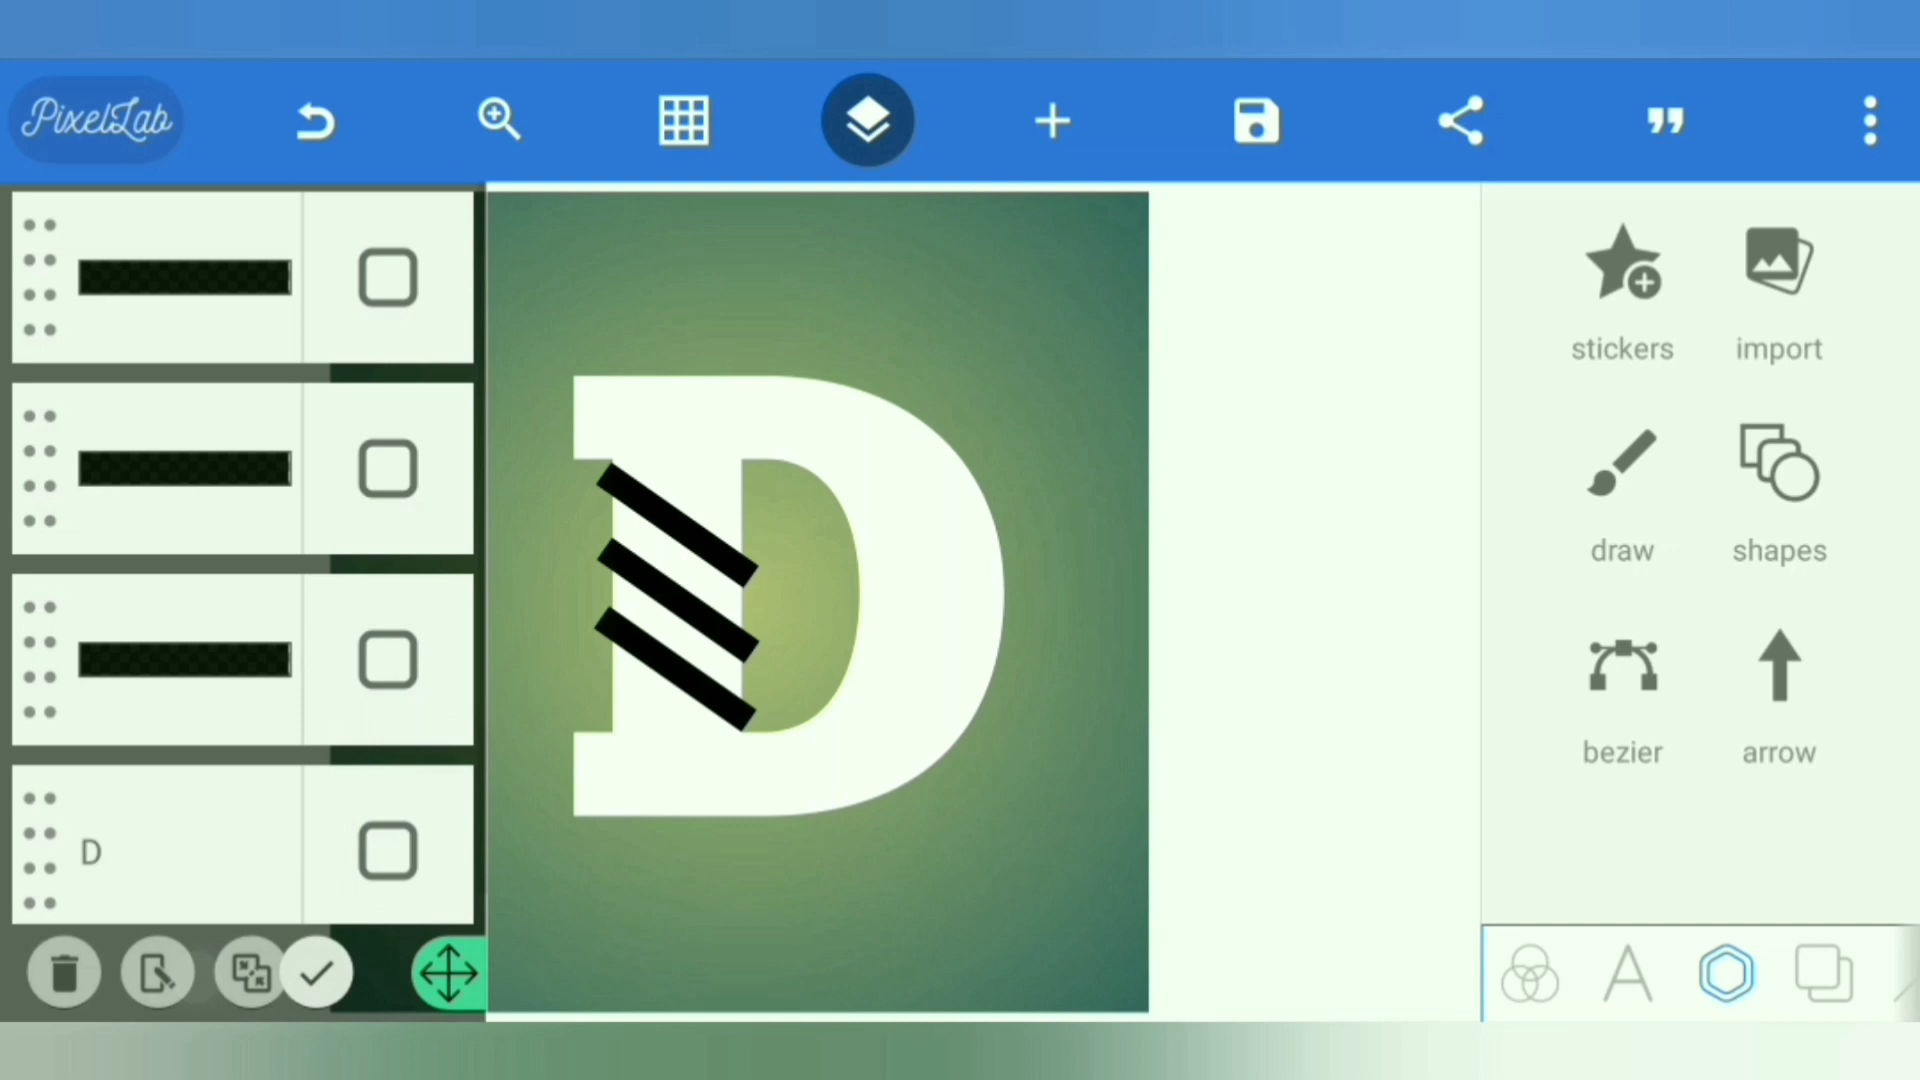 PixelLab
stickers
import
draw
shapes
bezier
arrow
D
D